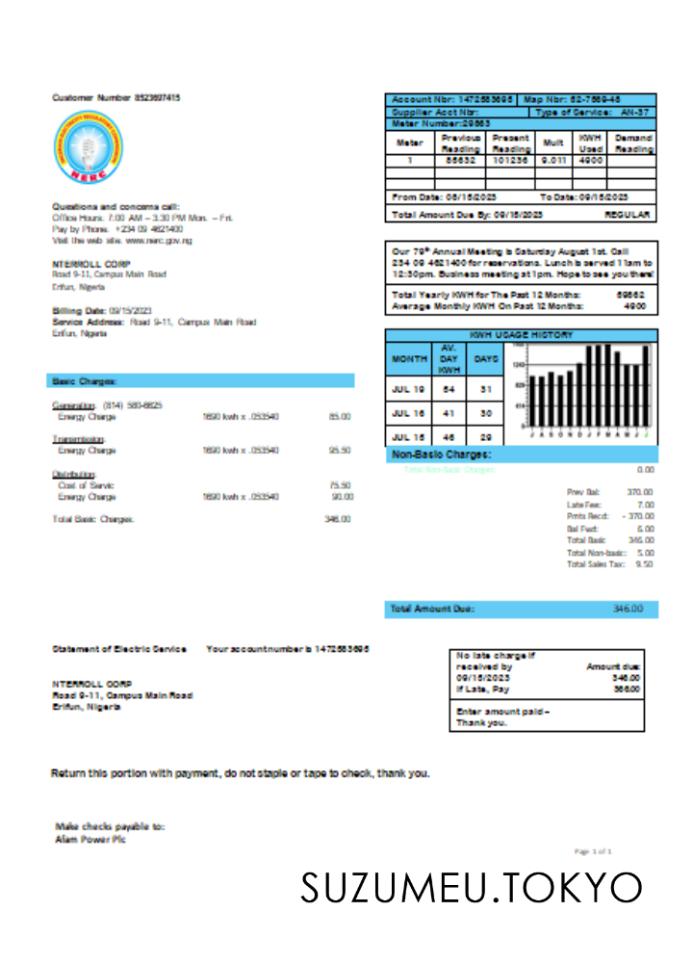 Customer Number 8523697415
NERC
Questions and concerns call:
Office Hours: 7:00 AM – 3.30 PM Mon. – Fri.
Pay by Phone. +234 09 4621400
Visit the web site. www.nerc.gov.ng
NTERROLL CORP
Road 9-11, Campus Main Road
Erifun, Nigeria
Billing Date: 09/15/2023
Service Address: Road 9-11, Campus Main Road
Erifun, Nigeria
Account Nbr: Map Nbr:
Supplier Acct Nbr: Type of Service: AN-37
Meter Number:
Meter Previous Reading Present Reading Mult KWH Used Demand Reading
1 101236 9.011 4900
From Date: To Date: 09/15/2023
Total Amount Due By: 09/15/2023 REGULAR
Our 79th Annual Meeting is Saturday August 1st. Call
234 09 4621400 for reservations. Lunch is served 11am to
12:30pm. Business meeting at 1pm. Hope to see you there!
Total Yearly KWH for The Past 12 Months:
Average Monthly KWH On Past 12 Months: 4900
KWH USAGE HISTORY
MONTH AV. DAY KWH DAYS
JUL 19 54 31
JUL 16 41 30
JUL 15 46 29
J A S O N D J F M A M J J
Basic Charges:
Generation. (814) 580-6625
Energy Charge 1690 kwh x .053540 85.00
Transmission.
Energy Charge 1690 kwh x .053540 95.50
Distribution.
Cost of Servic 75.50
Energy Charge 1690 kwh x .053540 90.00
Total Basic Charges. 346.00
Non-Basic Charges:
Total Non-Basic Charges: 0.00
Prev Bal: 370.00
Late Fee: 7.00
Pmts Recd: - 370.00
Bal Fwd: 6.00
Total Basic 346.00
Total Non-basic: 5.00
Total Sales Tax: 9.50
Total Amount Due: 346.00
Statement of Electric Service Your account number is
NTERROLL CORP
Road 9-11, Campus Main Road
Erifun, Nigeria
No late charge if
received by Amount due:
09/15/2023 346.00
If Late, Pay 366.00
Enter amount paid –
Thank you.
Return this portion with payment, do not staple or tape to check, thank you.
Make checks payable to:
Alam Power Plc
Page 1 of 1
SUZUMEU.TOKYO